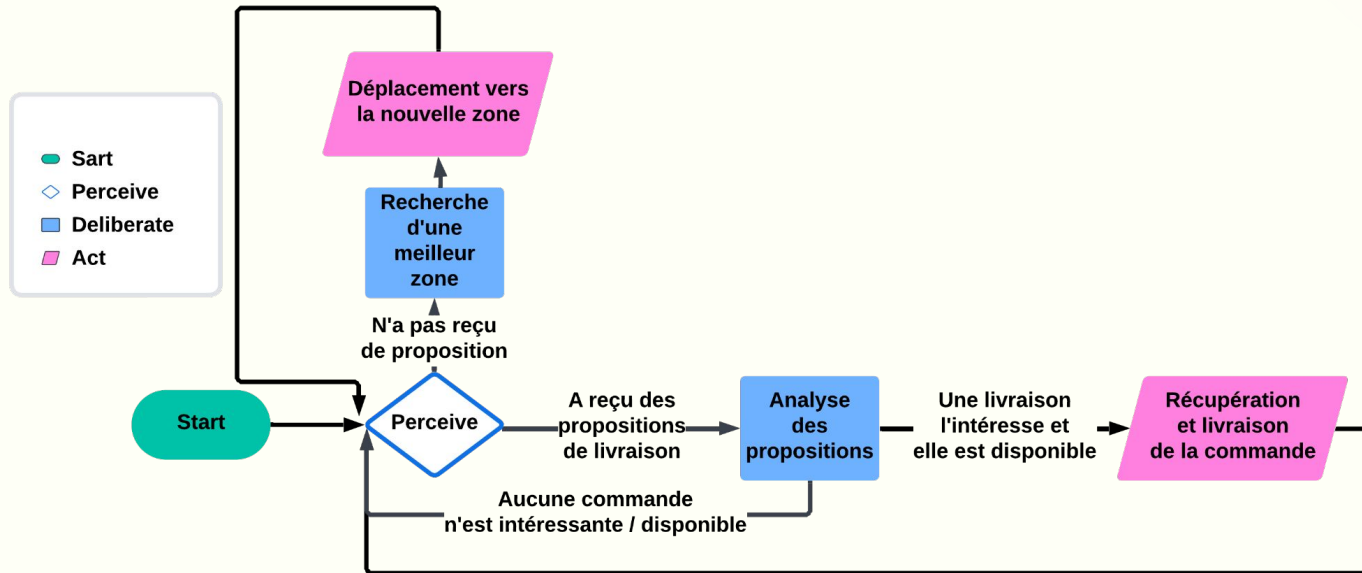 Sart
Perceive
Deliberate
Act
Déplacement vers
la nouvelle zone
Recherche
d'une
meilleur
zone
N'a pas reçu
de proposition
Start
Perceive
A reçu des
propositions
de livraison
Analyse
des
propositions
Une livraison
l'intéresse et
elle est disponible
Récupération
et livraison
de la commande
Aucune commande
n'est intéressante / disponible